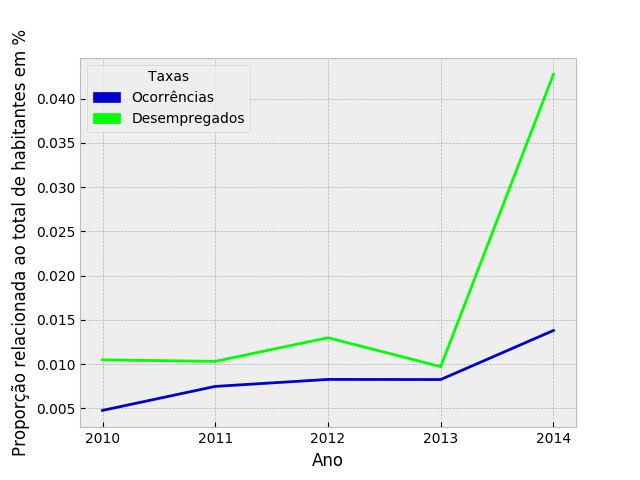 Proporção relacionada ao total de habitantes em %
0.040
0.035
0.030
0.025
0.020
0.015
0.010
0.005
Taxas
Ocorrências
Desempregados
2010 2011 2012 2013 2014
Ano